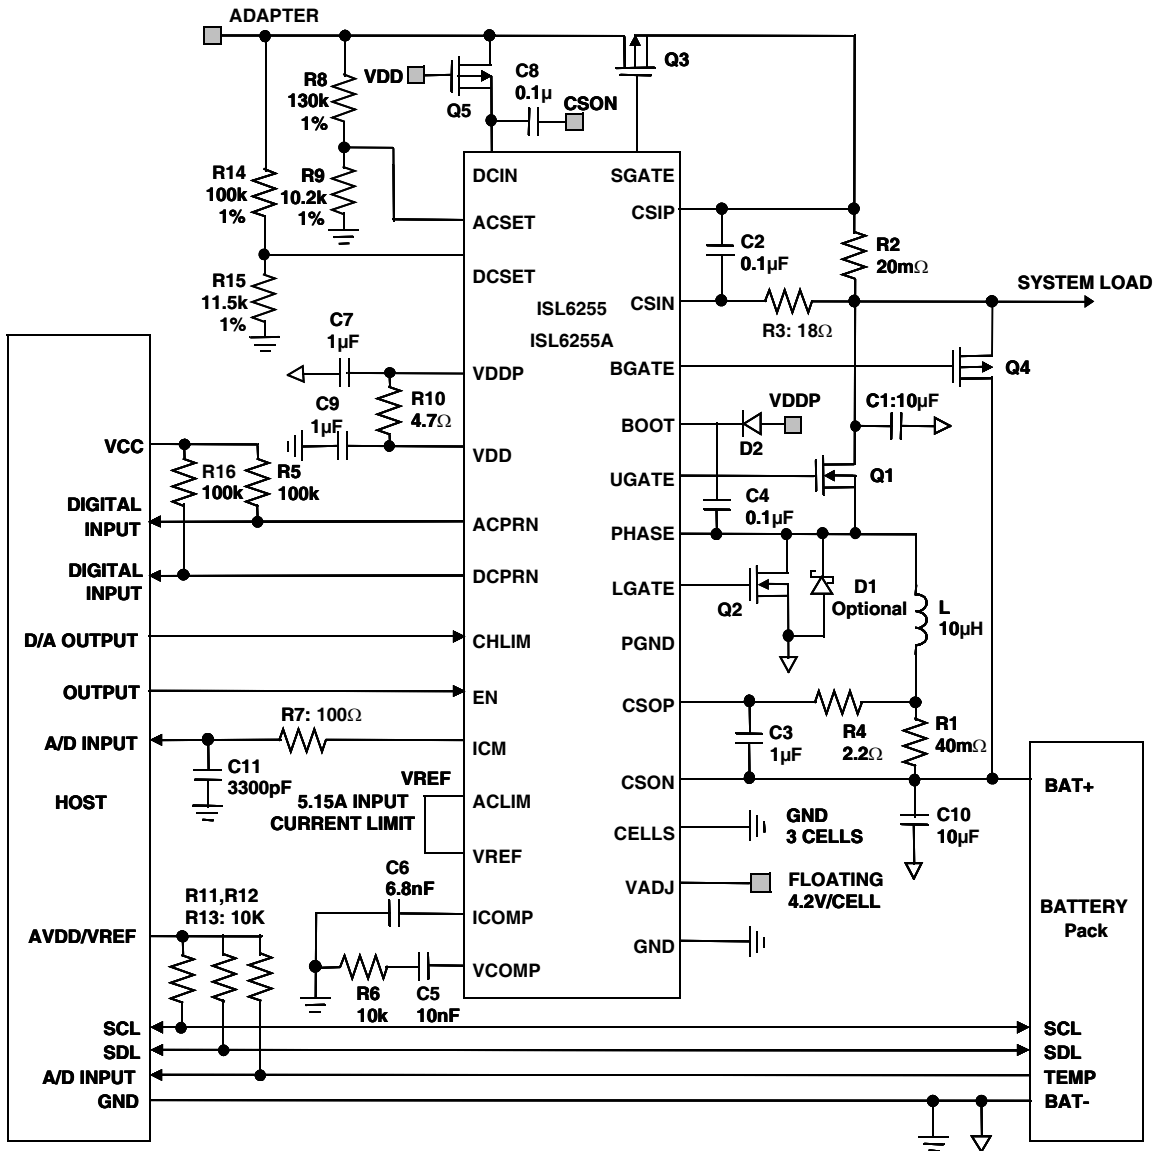 ADAPTER
VDD
Q5
C8
0.1µ
CSON
Q3
R8
130k
1%
R14
100k
1%
R9
10.2k
1%
R15
11.5k
1%
DCIN
SGATE
ACSET
CSIP
DCSET
CSIN
ISL6255
ISL6255A
C2
0.1µF
R2
20mΩ
R3: 18Ω
SYSTEM LOAD
C7
1µF
VDDP
BGATE
Q4
R10
4.7Ω
C9
1µF
VDD
BOOT
VDDP
D2
C1:10µF
UGATE
Q1
C4
0.1µF
VCC
R16
100k
R5
100k
DIGITAL
INPUT
ACPRN
PHASE
DIGITAL
INPUT
DCPRN
LGATE
Q2
D1
Optional
L
10µH
D/A OUTPUT
CHLIM
PGND
OUTPUT
EN
CSOP
R7: 100Ω
A/D INPUT
ICM
C3
1µF
R4
2.2Ω
R1
40mΩ
C11
3300pF
VREF
CSON
BAT+
HOST
5.15A INPUT
CURRENT LIMIT
ACLIM
GND
3 CELLS
C10
10µF
CELLS
VREF
C6
6.8nF
VADJ
FLOATING
4.2V/CELL
R11,R12
R13: 10K
ICOMP
BATTERY
Pack
AVDD/VREF
GND
VCOMP
R6
10k
C5
10nF
SCL
SCL
SDL
SDL
A/D INPUT
TEMP
GND
BAT-